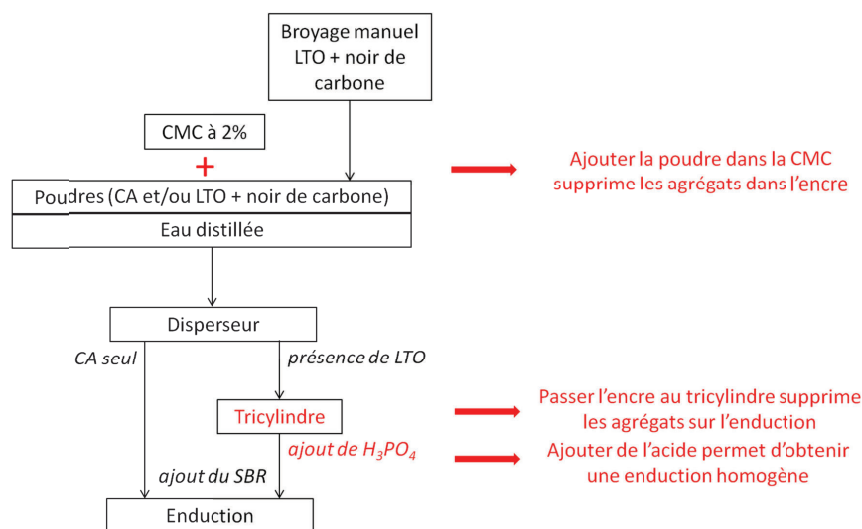 Broyage manuel
LTO + noir de
carbone
CMC à 2%
+
Poudres (CA et/ou LTO + noir de carbone)
Eau distillée
Ajouter la poudre dans la CMC
supprime les agrégats dans l'encre
Disperseur
CA seul
présence de LTO
Tricylindre
Passer l'encre au tricylindre supprime
les agrégats sur l'enduction
ajout de H₃PO₄
Ajouter de l'acide permet d'obtenir
une enduction homogène
ajout du SBR
Enduction